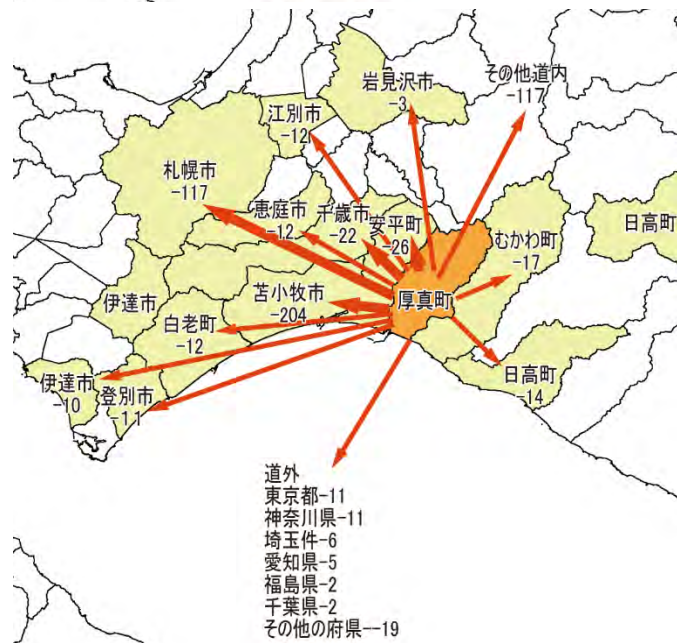 岩見沢市
-3
その他道内
-117
江別市
-12
札幌市
-117
恵庭市
-12
千歳市
-22
安平町
-26
むかわ町
-17
日高町
厚真町
伊達市
苫小牧市
-204
白老町
-12
伊達市
-10
登別市
-11
日高町
-14
道外
東京都-11
神奈川県-11
埼玉件-6
愛知県-5
福島県-2
千葉県-2
その他の府県--19